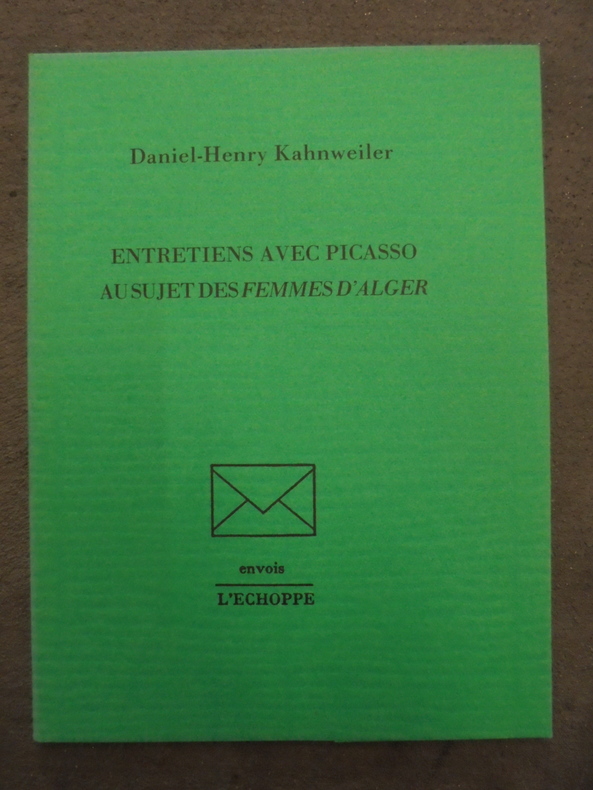 Daniel-Henry Kahnweiler
ENTRETIENS AVEC PICASSO
AU SUJET DES FEMMES D'ALGER
envois
L'ECHOPPE